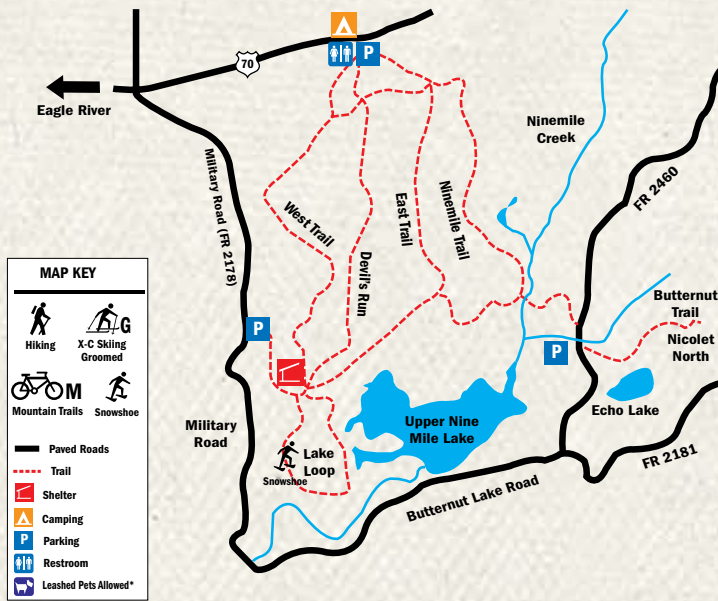 70
P
Eagle River
Ninemile
Creek
Military Road (FR 2178)
FR 2460
West Trail
Devil's Run
East Trail
Ninemile Trail
MAP KEY
Hiking
G
X-C Skiing
Groomed
M
Mountain Trails
Snowshoe
Paved Roads
Trail
Shelter
Camping
P
Parking
Restroom
Leashed Pets Allowed*
P
P
Butternut
Trail
Nicolet
North
Echo Lake
Upper Nine
Mile Lake
Military
Road
Lake
Loop
Snowshoe
Butternut Lake Road
FR 2181